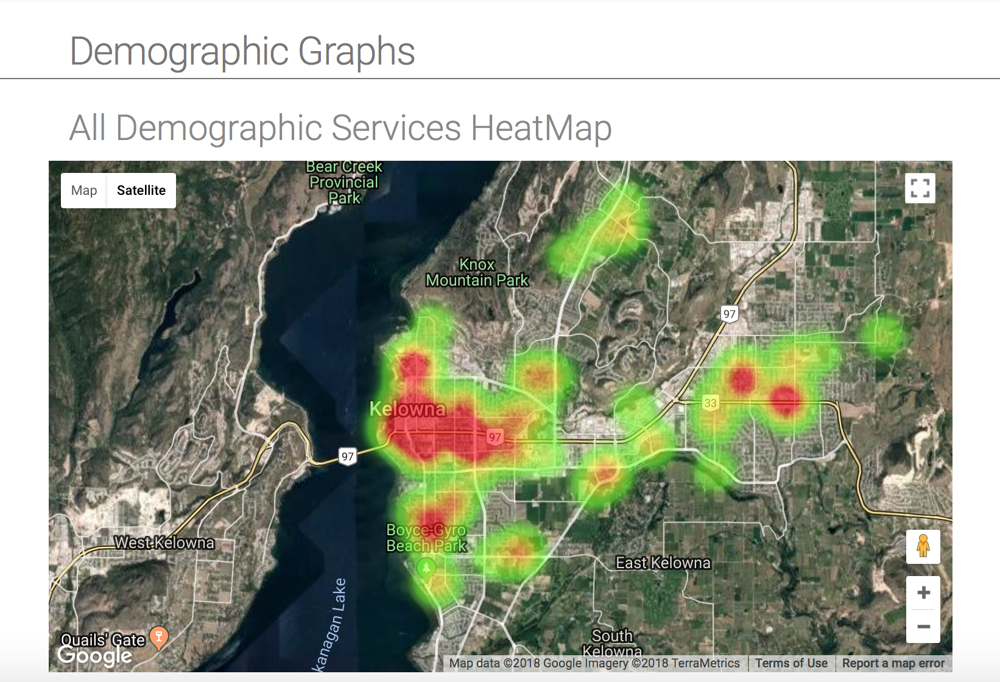 Demographic Graphs
All Demographic Services HeatMap
Map
Satellite
Bear Creek
Provincial
Park
Knox
Mountain Park
97
Kelowna
33
97
97
Boyce-Gyro
Beach Park
West Kelowna
East Kelowna
kanagan Lake
Quails' Gate
South
Kelowna
Google
Map data ©2018 Google Imagery ©2018 TerraMetrics
Terms of Use
Report a map error